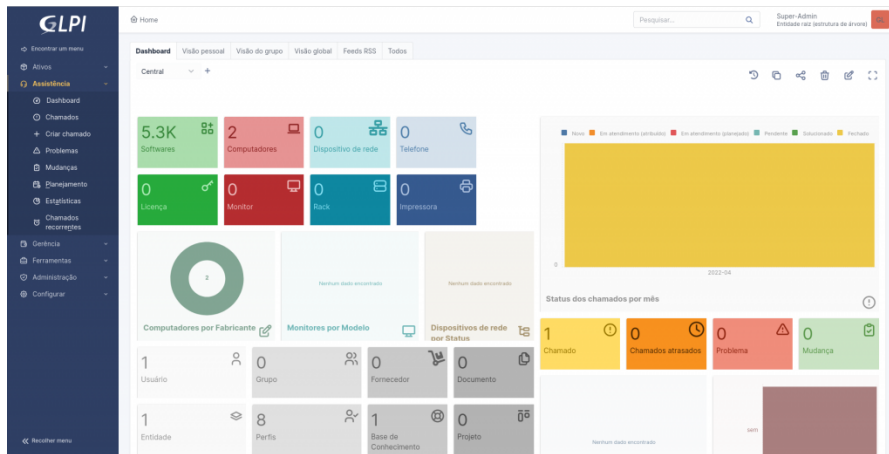 GLPI
Encontrar um menu
Ativos
Assistência
Dashboard
Chamados
Criar chamado
Problemas
Mudanças
Planejamento
Estatísticas
Chamados
recorrentes
Gerência
Ferramentas
Administração
Configurar
Recolher menu
Home
Pesquisar...
Super-Admin
Entidade raiz (estrutura de árvore)
Dashboard Visão pessoal Visão do grupo Visão global Feeds RSS Todos
Central
5.3K
Softwares
2
Computadores
0
Dispositivo de rede
0
Telefone
0
Licença
0
Monitor
0
Rack
0
Impressora
2
Computadores por Fabricante
Nenhum dado encontrado
Monitores por Modelo
Nenhum dado encontrado
Dispositivos de rede
por Status
1
Usuário
0
Grupo
0
Fornecedor
0
Documento
1
Entidade
8
Perfis
1
Base de
Conhecimento
0
Projeto
Novo Em atendimento (atribuídos) Em atendimento (planejado) Pendente Solucionado Fechado
0
2022-04
Status dos chamados por mês
1
Chamado
0
Chamados atrasados
0
Problema
0
Mudança
Nenhum dado encontrado
sem